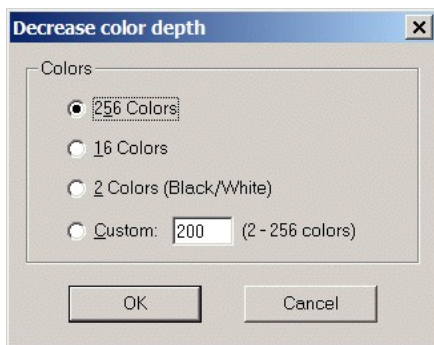 Decrease color depth
Colors
256 Colors
16 Colors
2 Colors (Black/White)
Custom: 200 (2 - 256 colors)
OK Cancel